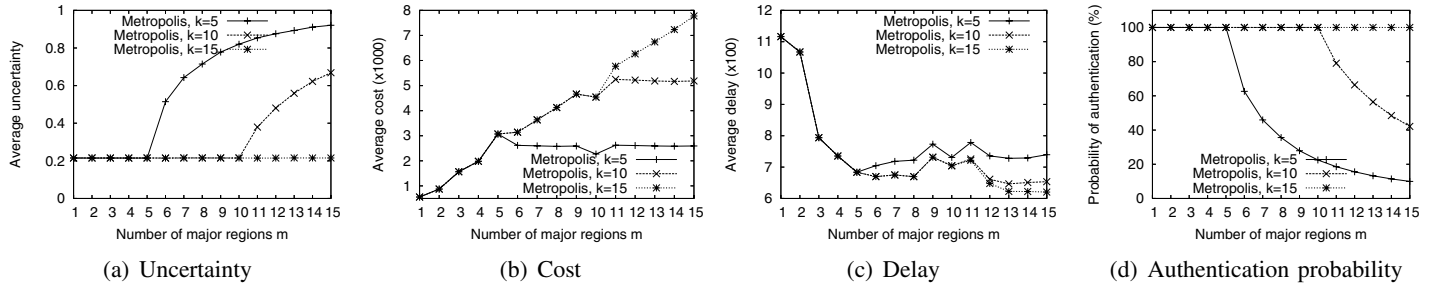 Average uncertainty
1
0.8
0.6
0.4
0.2
0
Metropolis, k=5
Metropolis, k=10
Metropolis, k=15
1 2 3 4 5 6 7 8 9 10 11 12 13 14 15
Number of major regions m
(a) Uncertainty
Average cost (x1000)
8
7
6
5
4
3
2
1
Metropolis, k=5
Metropolis, k=10
Metropolis, k=15
1 2 3 4 5 6 7 8 9 10 11 12 13 14 15
Number of major regions m
(b) Cost
Average delay (x100)
12
11
10
9
8
7
6
Metropolis, k=5
Metropolis, k=10
Metropolis, k=15
1 2 3 4 5 6 7 8 9 10 11 12 13 14 15
Number of major regions m
(c) Delay
Probability of authentication (%)
100
80
60
40
20
0
Metropolis, k=5
Metropolis, k=10
Metropolis, k=15
1 2 3 4 5 6 7 8 9 10 11 12 13 14 15
Number of major regions m
(d) Authentication probability